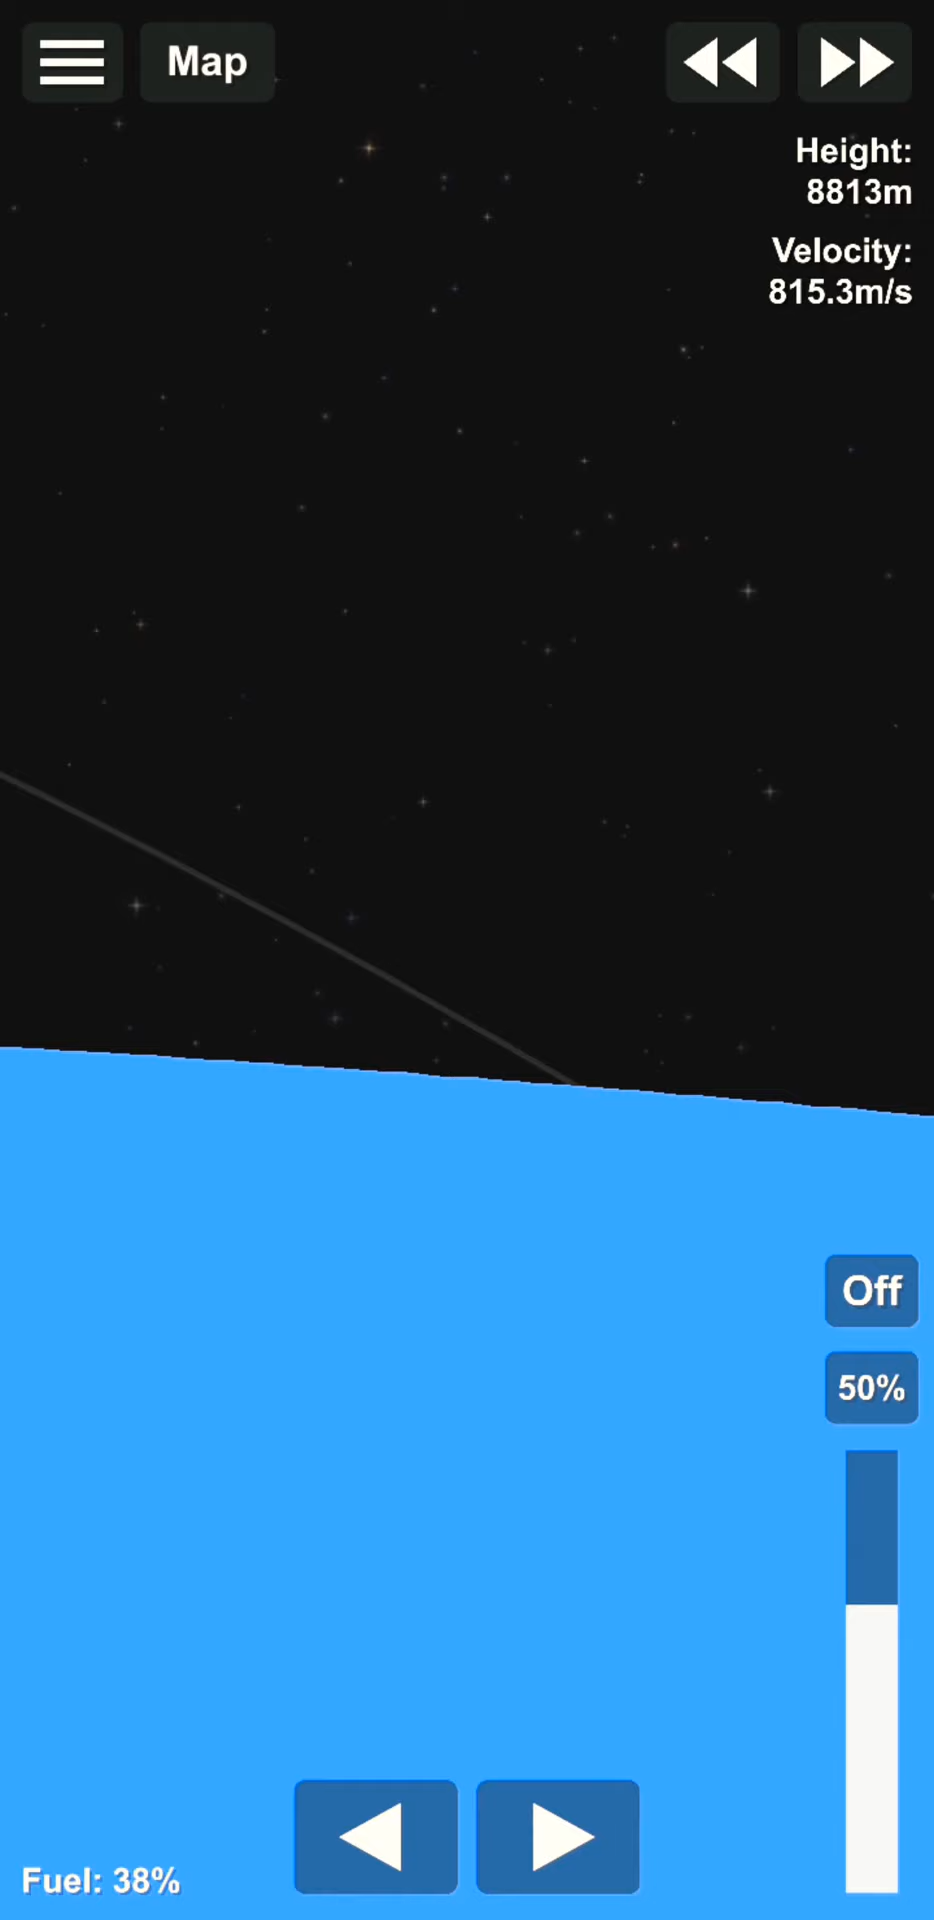 Map
Height:
8813m
Velocity:
815.3m/s
Off
50%
Fuel: 38%